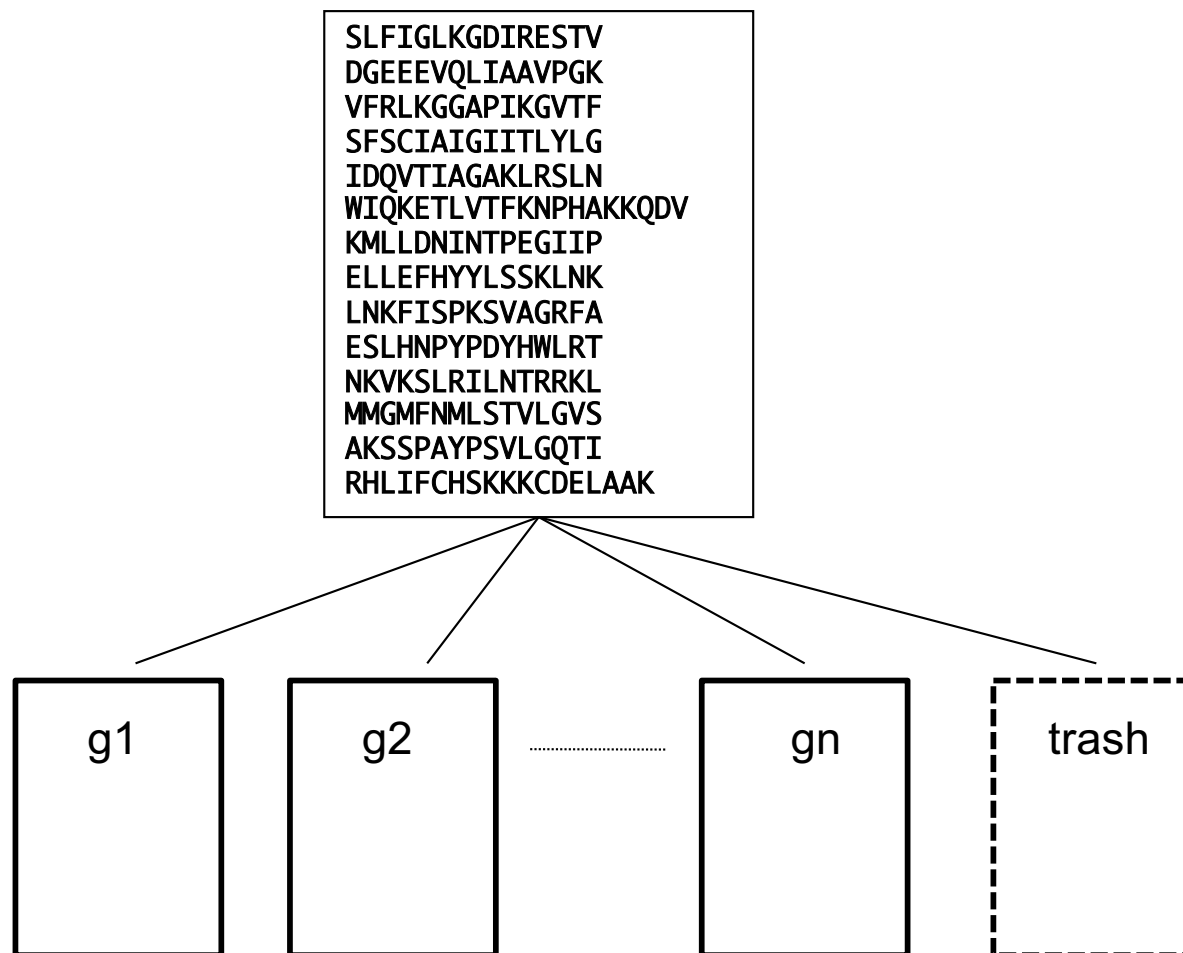 SLFIGLKGDIRESTV
DGEEEVQLIAAVPGK
VFRLKGGAPIKGVTF
SFSCIAIGIITLYLG
IDQVTIAGAKLRSLN
WIQKETLVTFKNPHAKKQDV
KMLLDNINTPEGIIP
ELLEFHYYLSSKLNK
LNKFISPKSVAGRFA
ESLHNPYPDYHWLRT
NKVKSLRILNTRRKL
MMGMFNMLSTVLGVS
AKSSPAYPSVLGQTI
RHLIFCHSKKKCDELAAK
g1 g2 gn trash